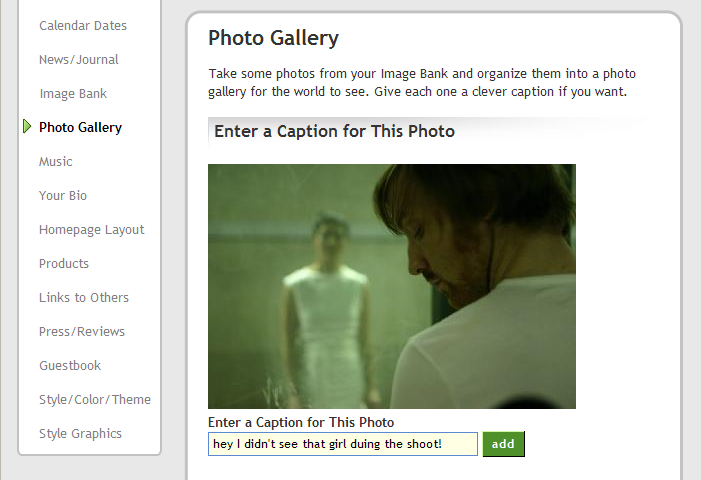 Calendar Dates
News/Journal
Image Bank
Photo Gallery
Music
Your Bio
Homepage Layout
Products
Links to Others
Press/Reviews
Guestbook
Style/Color/Theme
Style Graphics
Photo Gallery
Take some photos from your Image Bank and organize them into a photo
gallery for the world to see. Give each one a clever caption if you want.
Enter a Caption for This Photo
Enter a Caption for This Photo
hey I didn't see that girl duing the shoot!
add